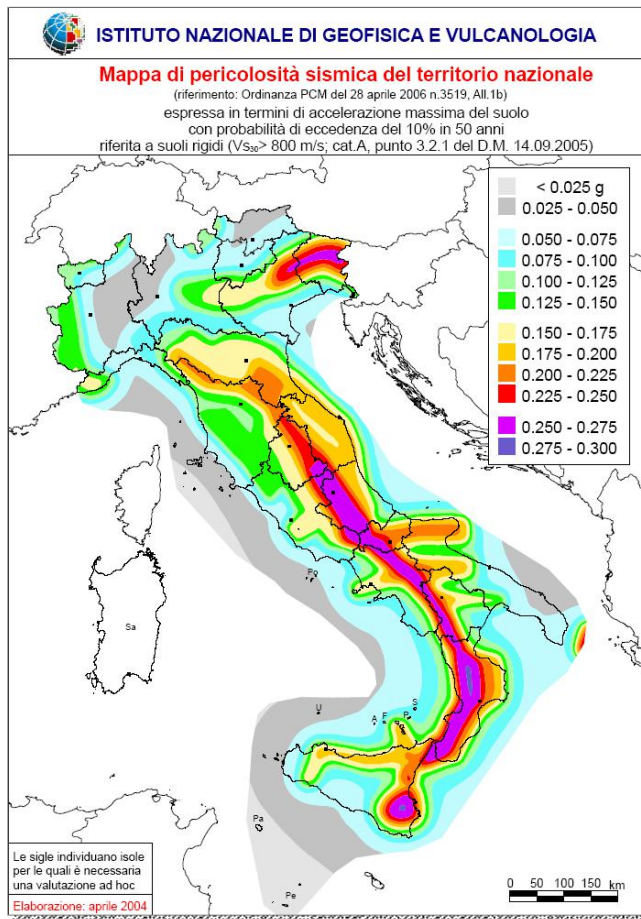 ISTITUTO NAZIONALE DI GEOFISICA E VULCANOLOGIA
Mappa di pericolosità sismica del territorio nazionale
(riferimento: Ordinanza PCM del 28 aprile 2006 n.3519, All.1b)
espressa in termini di accelerazione massima del suolo
con probabilità di eccedenza del 10% in 50 anni
riferita a suoli rigidi (Vs30> 800 m/s; cat.A, punto 3.2.1 del D.M. 14.09.2005)
< 0.025 g
0.025 - 0.050
0.050 - 0.075
0.075 - 0.100
0.100 - 0.125
0.125 - 0.150
0.150 - 0.175
0.175 - 0.200
0.200 - 0.225
0.225 - 0.250
0.250 - 0.275
0.275 - 0.300
Po
Sa
U
A
F
P
S
Pa
Pe
Le sigle individuano isole
per le quali è necessaria
una valutazione ad hoc
Elaborazione: aprile 2004
0 50 100 150 km